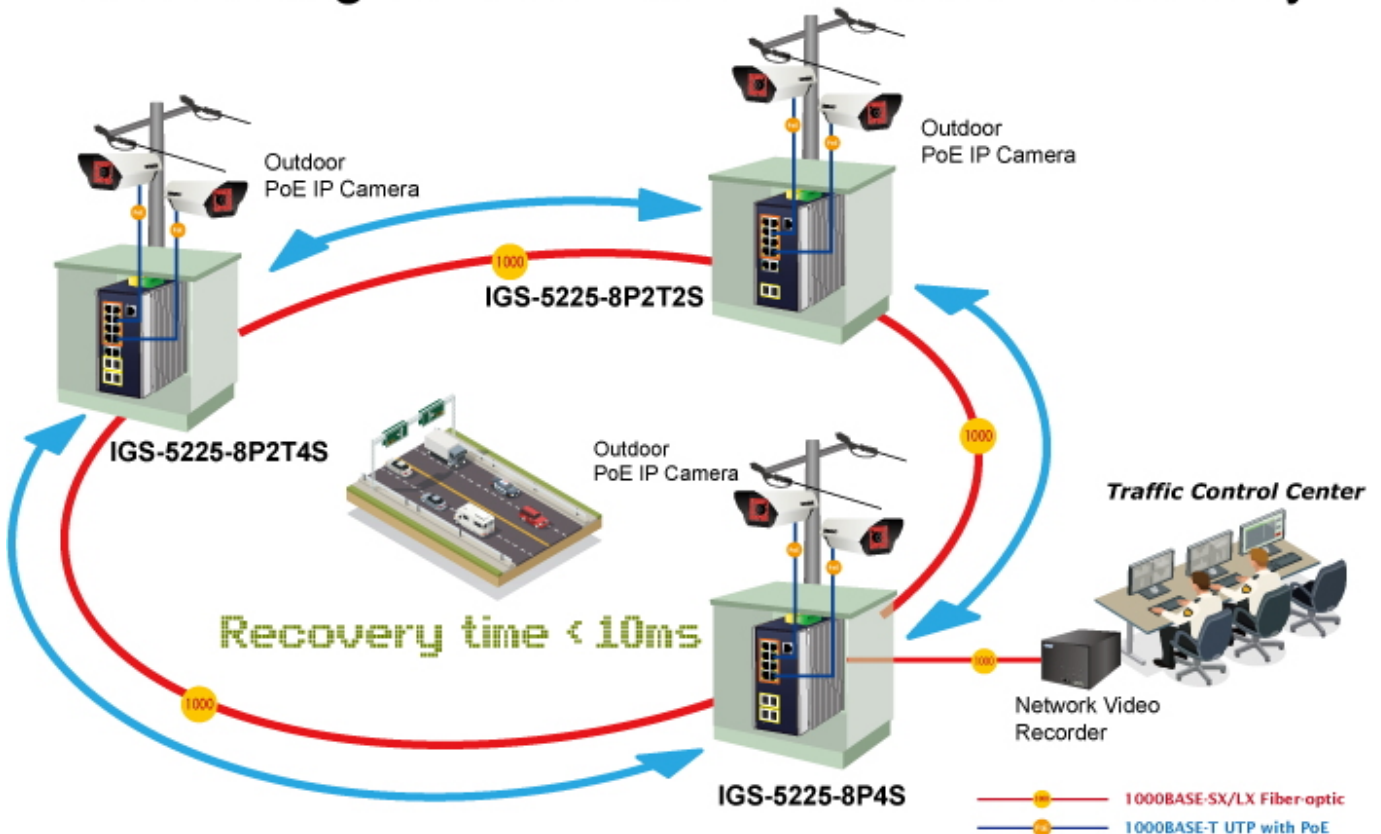 Outdoor
PoE IP Camera
Outdoor
PoE IP Camera
1000
IGS-5225-8P2T2S
IGS-5225-8P2T4S
1000
Outdoor
PoE IP Camera
Traffic Control Center
Recovery time < 10ms
1000
1000
Network Video
Recorder
IGS-5225-8P4S
1000BASE-SX/LX Fiber-optic
1000BASE-T UTP with PoE